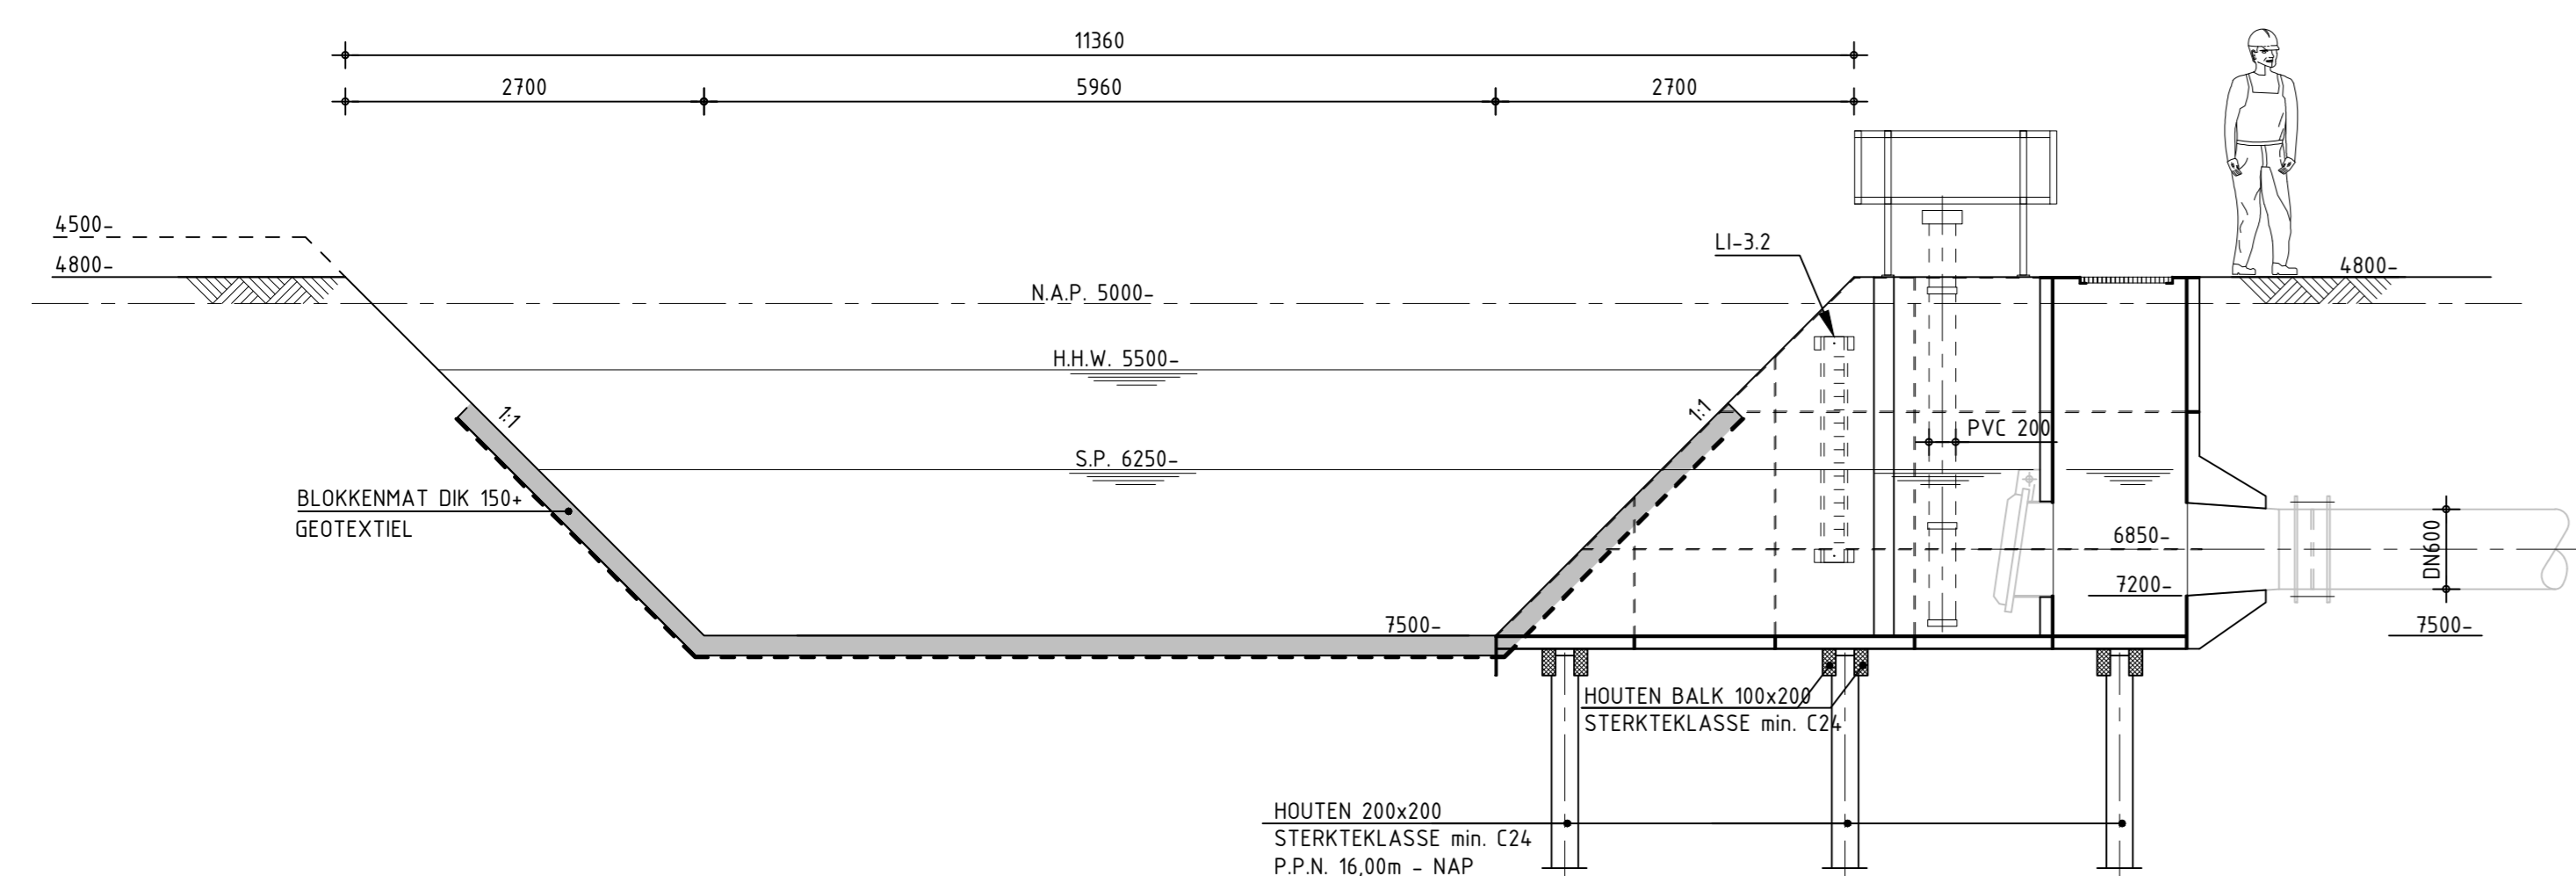 11360
2700
5960
2700
4500-
4800-
LI-3.2
4800-
N.A.P. 5000-
H.H.W. 5500-
1:1
1:1
PVC 200
S.P. 6250-
BLOKKENMAT DIK 150+
GEOTEXTIEL
6850-
DN600
7200-
7500-
7500-
HOUTEN BALK 100x200
STERKTEKLASSE min. C24
HOUTEN 200x200
STERKTEKLASSE min. C24
P.P.N. 16,00m - NAP